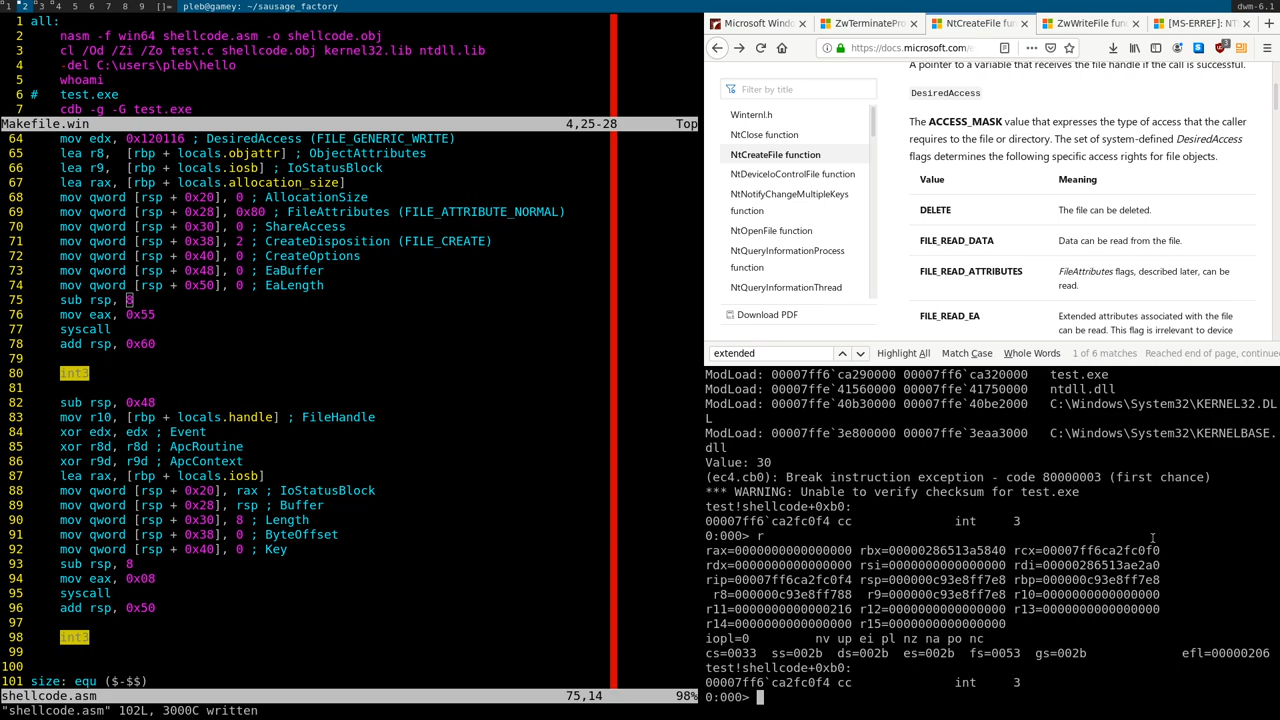 1 2 3 4 5 6 7 8 9 []= pleb@gamey: ~/sausage_factory dwm-6.1
1 all:
2 nasm -f win64 shellcode.asm -o shellcode.obj
3 cl /Od /Zi /Zo test.c shellcode.obj kernel32.lib ntdll.lib
4 -del C:\users\pleb\hello
5 whoami
6 # test.exe
7 cdb -g -G test.exe
Makefile.win 4,25-28 Top
64 mov edx, 0x120116 ; DesiredAccess (FILE_GENERIC_WRITE)
65 lea r8, [rbp + locals.objattr] ; ObjectAttributes
66 lea r9, [rbp + locals.iosb] ; IoStatusBlock
67 lea rax, [rbp + locals.allocation_size]
68 mov qword [rsp + 0x20], 0 ; AllocationSize
69 mov qword [rsp + 0x28], 0x80 ; FileAttributes (FILE_ATTRIBUTE_NORMAL)
70 mov qword [rsp + 0x30], 0 ; ShareAccess
71 mov qword [rsp + 0x38], 2 ; CreateDisposition (FILE_CREATE)
72 mov qword [rsp + 0x40], 0 ; CreateOptions
73 mov qword [rsp + 0x48], 0 ; EaBuffer
74 mov qword [rsp + 0x50], 0 ; EaLength
75 sub rsp, 8
76 mov eax, 0x55
77 syscall
78 add rsp, 0x60
79
80 int3
81
82 sub rsp, 0x48
83 mov r10, [rbp + locals.handle] ; FileHandle
84 xor edx, edx ; Event
85 xor r8d, r8d ; ApcRoutine
86 xor r9d, r9d ; ApcContext
87 lea rax, [rbp + locals.iosb]
88 mov qword [rsp + 0x20], rax ; IoStatusBlock
89 mov qword [rsp + 0x28], rsp ; Buffer
90 mov qword [rsp + 0x30], 8 ; Length
91 mov qword [rsp + 0x38], 0 ; ByteOffset
92 mov qword [rsp + 0x40], 0 ; Key
93 sub rsp, 8
94 mov eax, 0x08
95 syscall
96 add rsp, 0x50
97
98 int3
99
100
101 size: equ ($-$$)
shellcode.asm 75,14 98%
"shellcode.asm" 102L, 3000C written
Microsoft Windo
ZwTerminatePro
NtCreateFile func
ZwWriteFile func
[MS-ERREF]: NT
https://docs.microsoft.com/e
Filter by title
Winternl.h
NtClose function
NtCreateFile function
NtDeviceIoControlFile function
NtNotifyChangeMultipleKeys
function
NtOpenFile function
NtQueryInformationProcess
function
NtQueryInformationThread
Download PDF
A pointer to a variable that receives the file handle if the call is successful.
DesiredAccess
The ACCESS_MASK value that expresses the type of access that the caller
requires to the file or directory. The set of system-defined DesiredAccess
flags determines the following specific access rights for file objects.
Value Meaning
DELETE The file can be deleted.
FILE_READ_DATA Data can be read from the file.
FILE_READ_ATTRIBUTES FileAttributes flags, described later, can be
read.
FILE_READ_EA Extended attributes associated with the file
can be read. This flag is irrelevant to device
extended Highlight All Match Case Whole Words 1 of 6 matches Reached end of page, continue
ModLoad: 00007ff6`ca290000 00007ff6`ca320000 test.exe
ModLoad: 00007ffe`41560000 00007ffe`41750000 ntdll.dll
ModLoad: 00007ffe`40b30000 00007ffe`40be2000 C:\Windows\System32\KERNEL32.DL
L
ModLoad: 00007ffe`3e800000 00007ffe`3eaa3000 C:\Windows\System32\KERNELBASE.
dll
Value: 30
(ec4.cb0): Break instruction exception - code 80000003 (first chance)
*** WARNING: Unable to verify checksum for test.exe
test!shellcode+0xb0:
00007ff6`ca2fc0f4 cc int 3
0:000> r
rax=0000000000000000 rbx=00000286513a5840 rcx=00007ff6ca2fc0f0
rdx=0000000000000000 rsi=0000000000000000 rdi=00000286513ae2a0
rip=00007ff6ca2fc0f4 rsp=000000c93e8ff7e8 rbp=000000c93e8ff7e8
r8=000000c93e8ff788 r9=000000c93e8ff7e8 r10=0000000000000000
r11=0000000000000216 r12=0000000000000000 r13=0000000000000000
r14=0000000000000000 r15=0000000000000000
iopl=0 nv up ei pl nz na po nc
cs=0033 ss=002b ds=002b es=002b fs=0053 gs=002b efl=00000206
test!shellcode+0xb0:
00007ff6`ca2fc0f4 cc int 3
0:000>